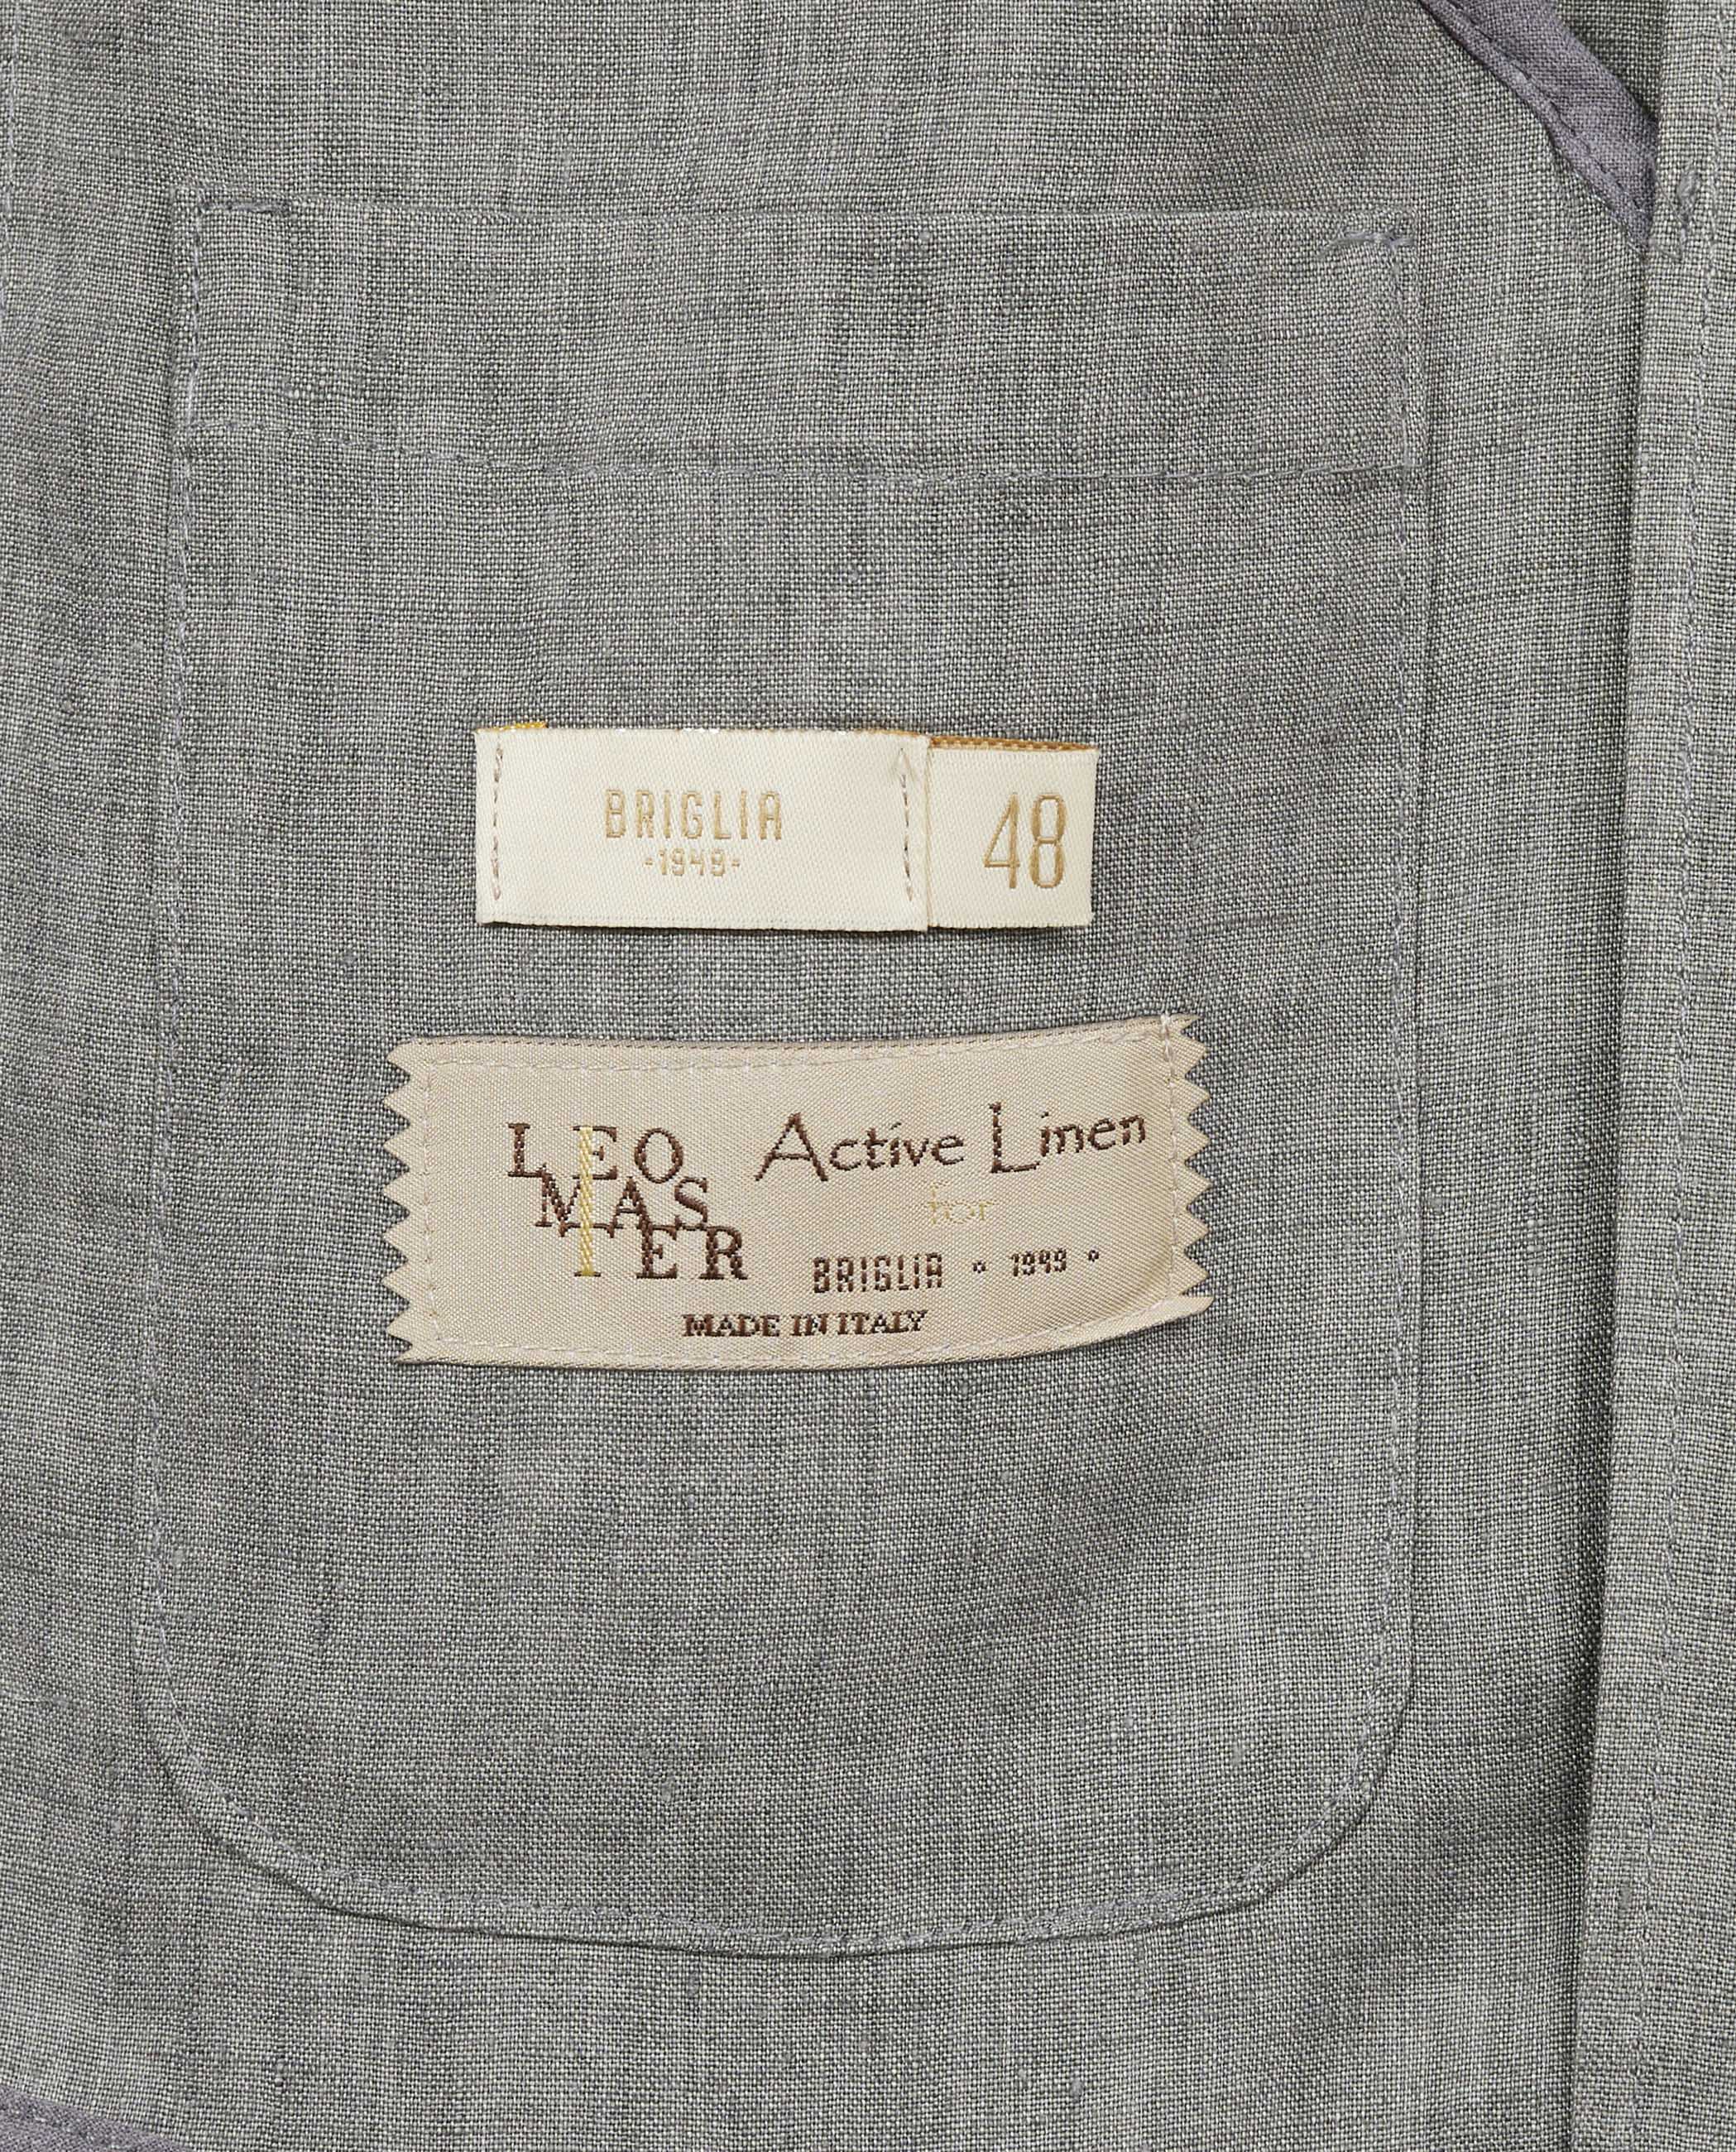 BRIGLIA
-1949-
48
LEO
MAS
TER
Active Linen
for
BRIGLIA ° 1949 °
MADE IN ITALY